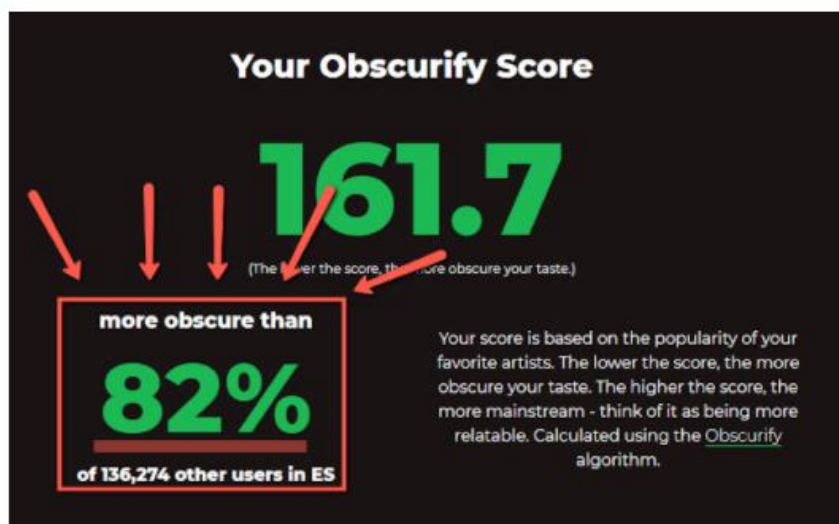 Your Obscurify Score
161.7
(The lower the score, the more obscure your taste.)
more obscure than
82%
of 136,274 other users in ES
Your score is based on the popularity of your
favorite artists. The lower the score, the more
obscure your taste. The higher the score, the
more mainstream - think of it as being more
relatable. Calculated using the Obscurify
algorithm.